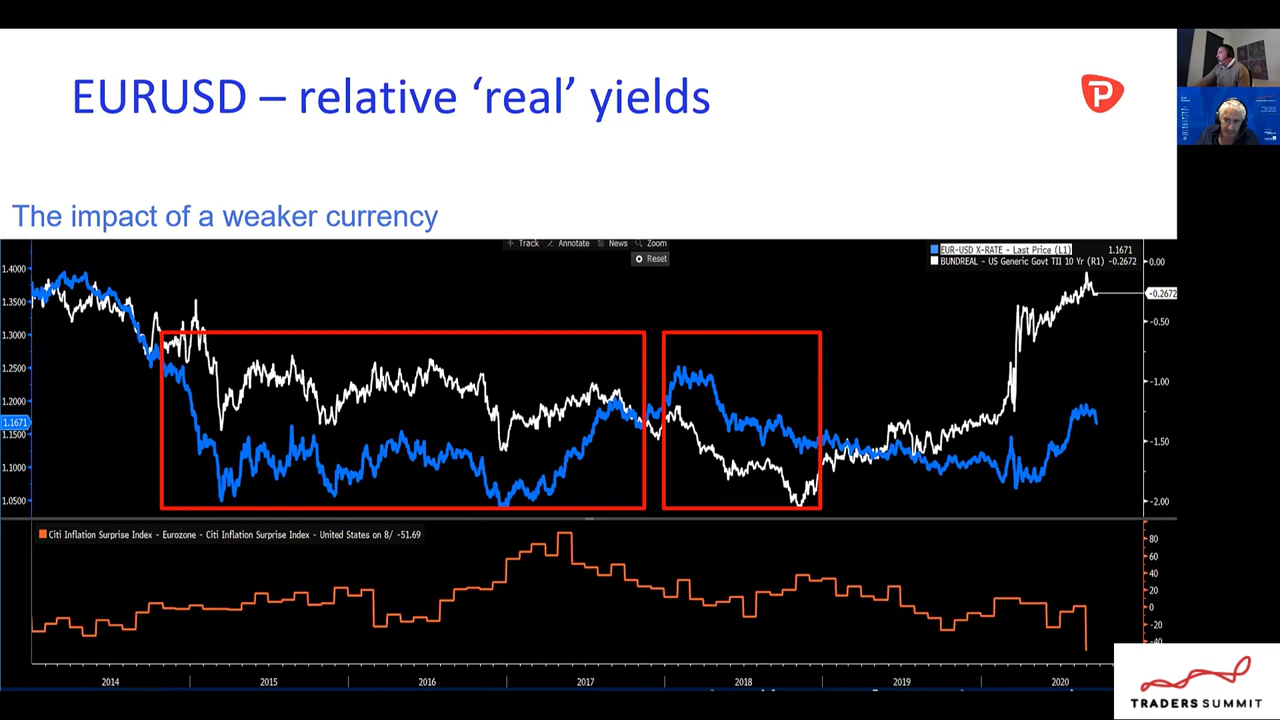 EURUSD – relative ‘real’ yields
P
The impact of a weaker currency
Track Annotate News Zoom
Reset
EUR-USD X-RATE - Last Price (L1) 1.1671
BUNDREAL - US Generic Govt TII 10 Yr (R1) -0.2672
1.4000
1.3500
1.3000
1.2500
1.2000
1.1671
1.1500
1.1000
1.0500
0.00
-0.2672
-0.50
-1.00
-1.50
-2.00
Citi Inflation Surprise Index - Eurozone - Citi Inflation Surprise Index - United States on 8/ -51.69
80
60
40
20
0
-20
-40
2014 2015 2016 2017 2018 2019 2020
TRADERS SUMMIT